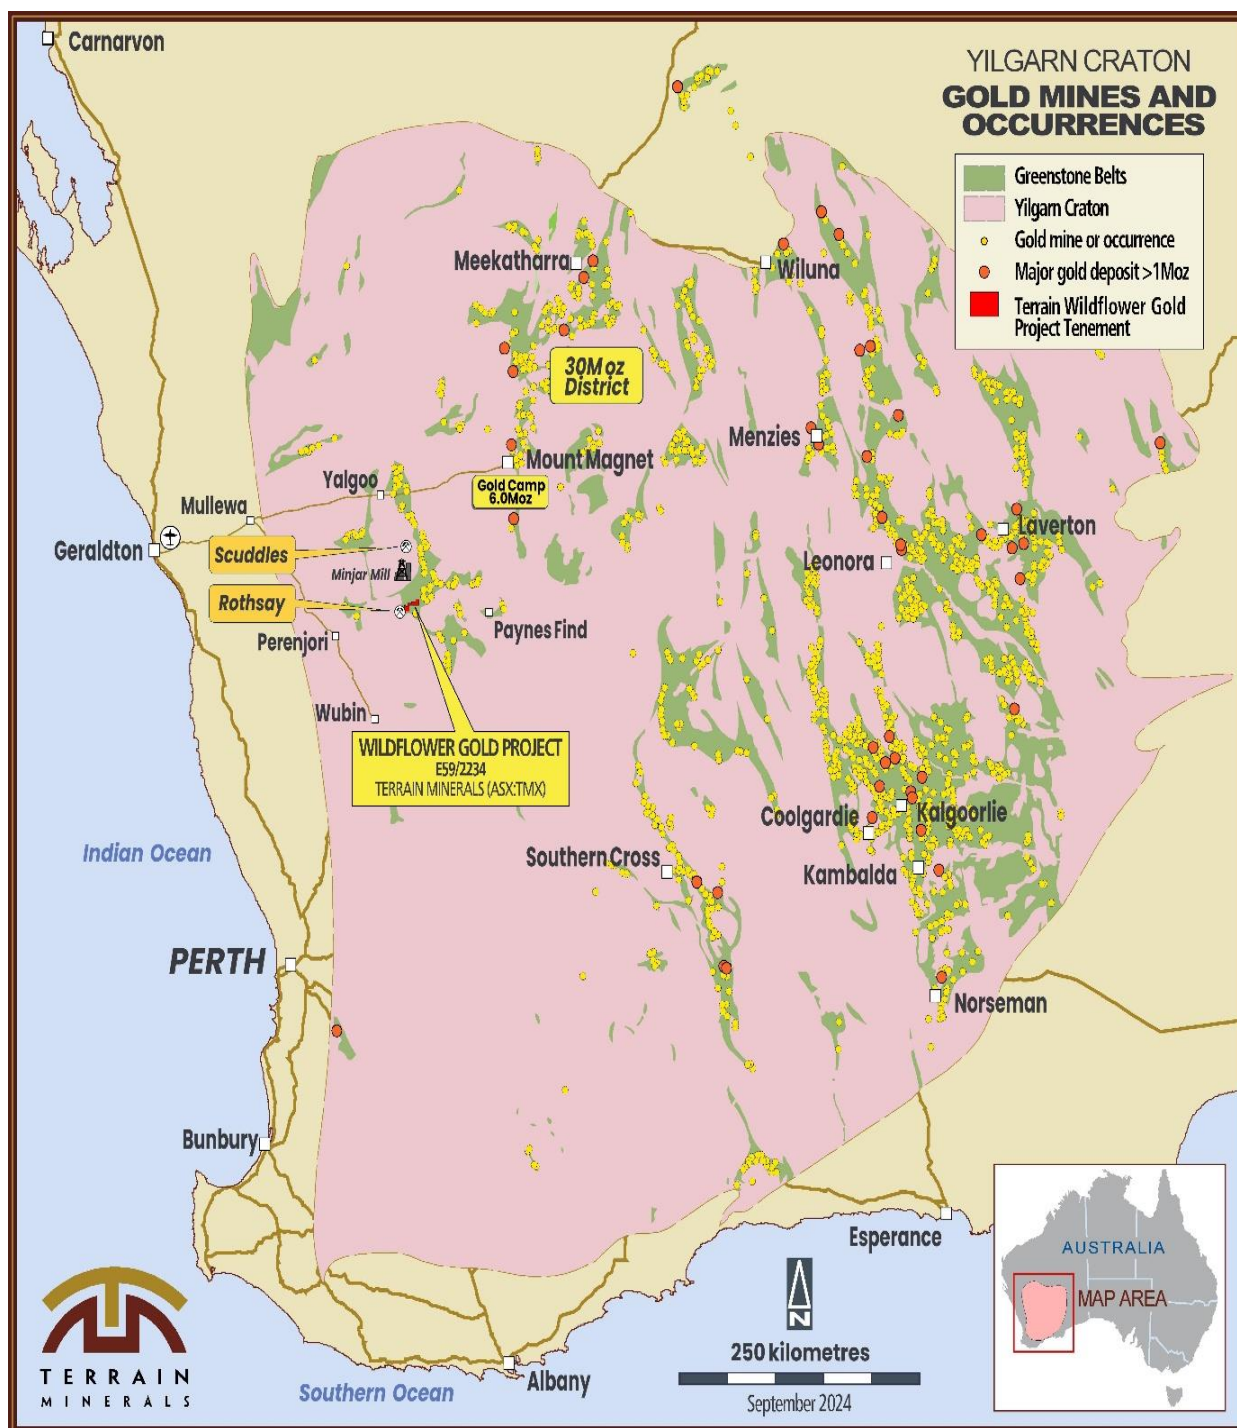 Carnarvon
YILGARN CRATON
GOLD MINES AND
OCCURRENCES
Greenstone Belts
Yilgarn Craton
Gold mine or occurrence
Major gold deposit >1Moz
Terrain Wildflower Gold
Project Tenement
Meekatharra
Wiluna
30Moz
District
Menzies
Mount Magnet
Yalgoo
Gold Camp
6.0Moz
Mullewa
Geraldton
Scuddles
Laverton
Leonora
Minjar Mill
Rothsay
Paynes Find
Perenjori
Wubin
WILDFLOWER GOLD PROJECT
E59/2234
TERRAIN MINERALS (ASX:TMX)
Coolgardie
Kalgoorlie
Indian Ocean
Southern Cross
Kambalda
PERTH
Norseman
Bunbury
Esperance
AUSTRALIA
MAP AREA
N
250 kilometres
September 2024
TERRAIN
MINERALS
Southern Ocean
Albany